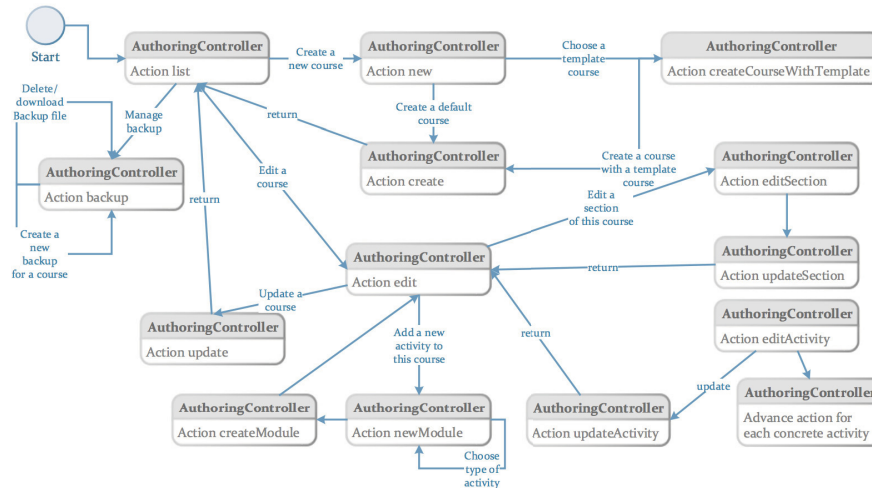 Start
AuthoringController
Action list
Create a
new course
AuthoringController
Action new
Choose a
template
course
AuthoringController
Action createCourseWithTemplate
Delete/
download
Backup file
Manage
backup
return
Create a default
course
AuthoringController
Action backup
Edit a
course
AuthoringController
Action create
Create a course
with a template
course
AuthoringController
Action editSection
return
Edit a
section
of this course
Create a
new
backup
for a course
AuthoringController
Action edit
return
AuthoringController
Action updateSection
Update a
course
AuthoringController
Action update
Add a new
activity to
this course
return
AuthoringController
Action editActivity
update
AuthoringController
Action createModule
AuthoringController
Action newModule
Choose
type of
activity
AuthoringController
Action updateActivity
AuthoringController
Advance action for
each concrete activity